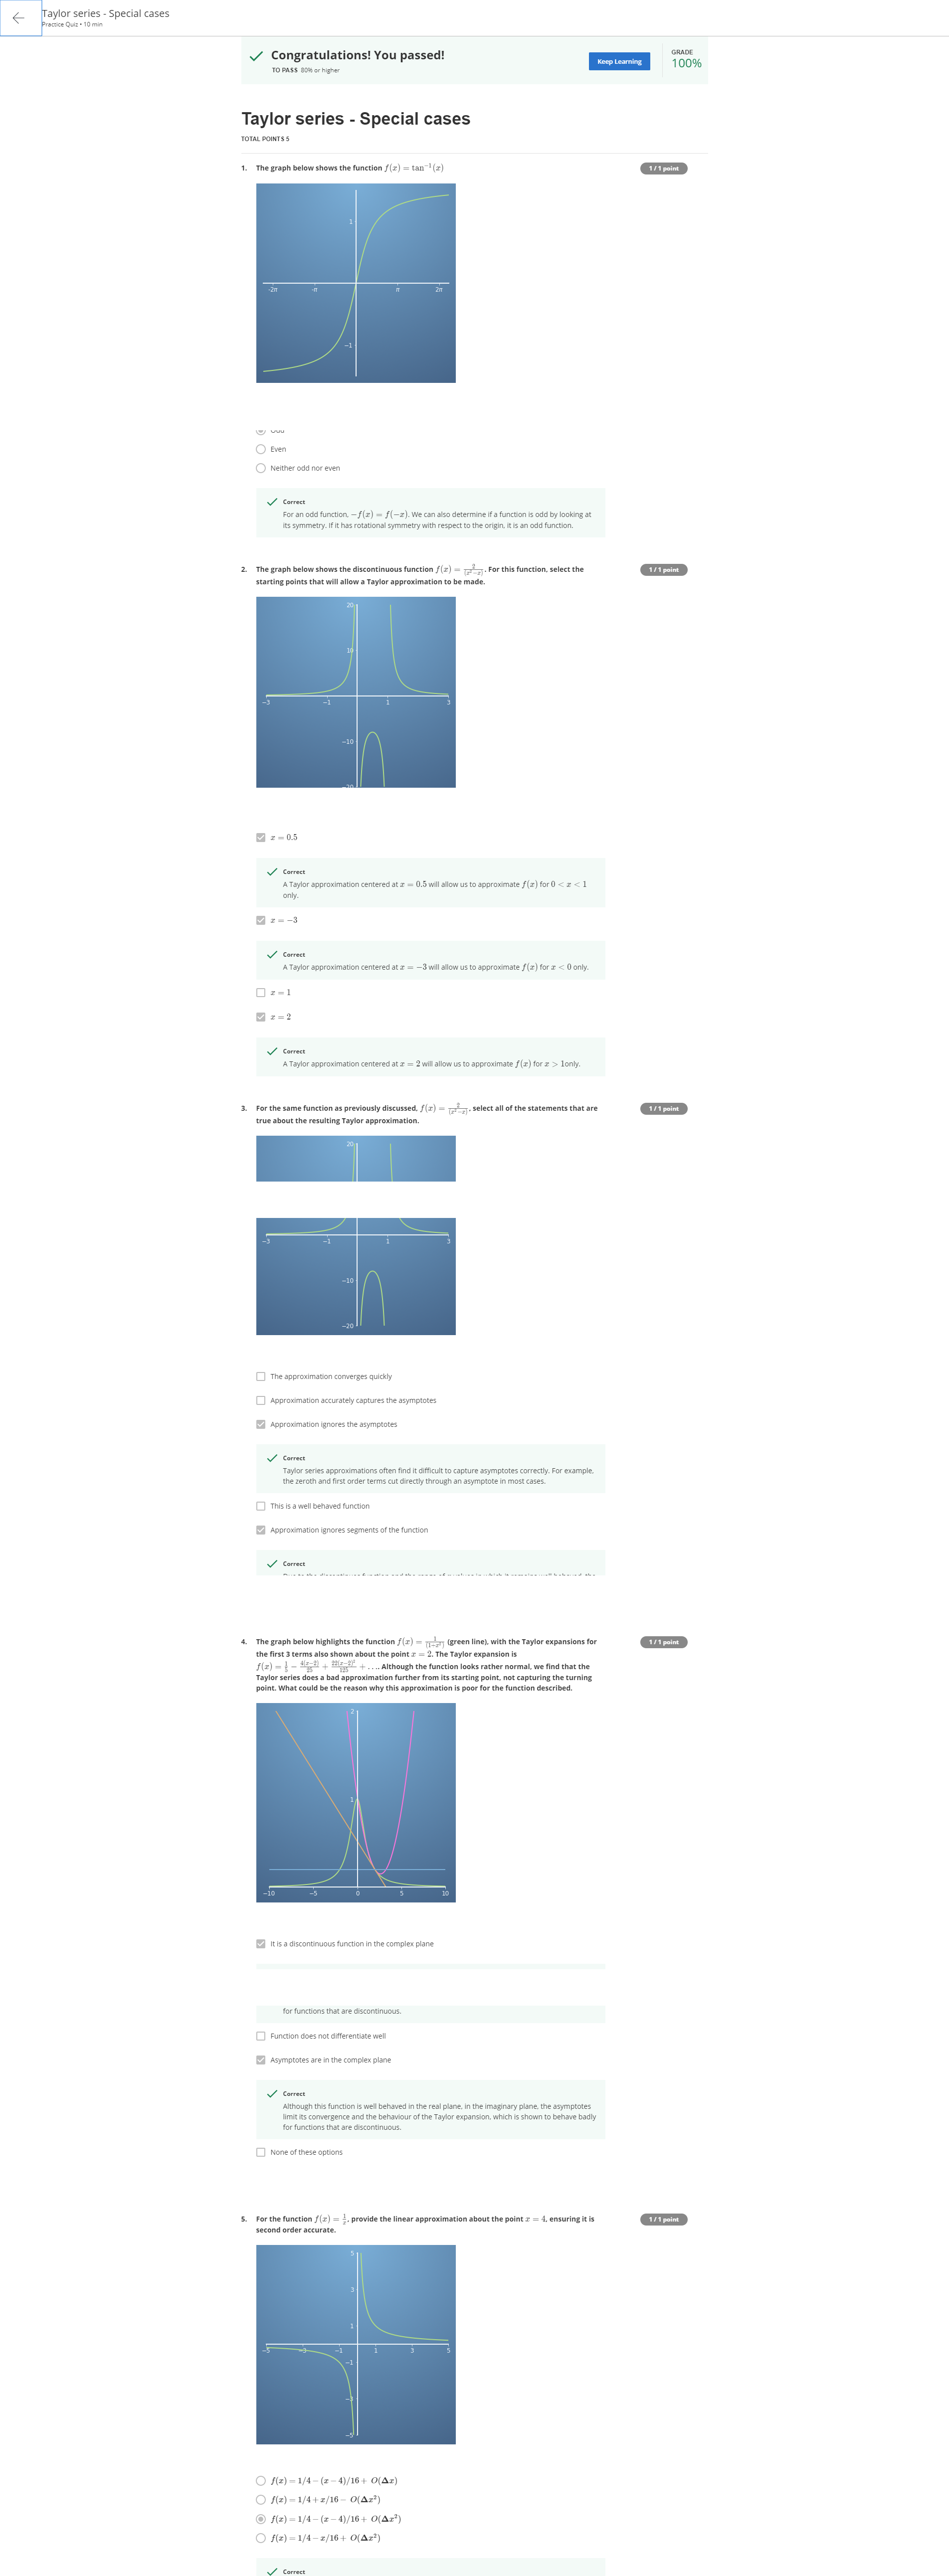 Taylor series - Special cases
Practice Quiz • 10 min
Congratulations! You passed!
TO PASS 80% or higher
Keep Learning
GRADE
100%
Taylor series - Special cases
TOTAL POINTS 5
1. The graph below shows the function f(x) = tan⁻¹(x)
1 / 1 point
1
-2π -π π 2π
−1
Odd
Even
Neither odd nor even
Correct
For an odd function, −f(x) = f(−x). We can also determine if a function is odd by looking at
its symmetry. If it has rotational symmetry with respect to the origin, it is an odd function.
2. The graph below shows the discontinuous function f(x) = 2/(x²−x). For this function, select the
starting points that will allow a Taylor approximation to be made.
1 / 1 point
20
10
−3 −1 1 3
−10
−20
x = 0.5
Correct
A Taylor approximation centered at x = 0.5 will allow us to approximate f(x) for 0 < x < 1
only.
x = −3
Correct
A Taylor approximation centered at x = −3 will allow us to approximate f(x) for x < 0 only.
x = 1
x = 2
Correct
A Taylor approximation centered at x = 2 will allow us to approximate f(x) for x > 1only.
3. For the same function as previously discussed, f(x) = 2/(x²−x), select all of the statements that are
true about the resulting Taylor approximation.
1 / 1 point
20
−3 −1 1 3
−10
−20
The approximation converges quickly
Approximation accurately captures the asymptotes
Approximation ignores the asymptotes
Correct
Taylor series approximations often find it difficult to capture asymptotes correctly. For example,
the zeroth and first order terms cut directly through an asymptote in most cases.
This is a well behaved function
Approximation ignores segments of the function
Correct
4. The graph below highlights the function f(x) = 1/(1+x²) (green line), with the Taylor expansions for
the first 3 terms also shown about the point x = 2. The Taylor expansion is
f(x) = 1/5 − 4(x−2)/25 + 22(x−2)²/125 + . . .. Although the function looks rather normal, we find that the
Taylor series does a bad approximation further from its starting point, not capturing the turning
point. What could be the reason why this approximation is poor for the function described.
1 / 1 point
2
1
−10 −5 0 5 10
It is a discontinuous function in the complex plane
for functions that are discontinuous.
Function does not differentiate well
Asymptotes are in the complex plane
Correct
Although this function is well behaved in the real plane, in the imaginary plane, the asymptotes
limit its convergence and the behaviour of the Taylor expansion, which is shown to behave badly
for functions that are discontinuous.
None of these options
5. For the function f(x) = 1/x, provide the linear approximation about the point x = 4, ensuring it is
second order accurate.
1 / 1 point
5
3
1
−5 −3 −1 1 3 5
−1
−3
−5
f(x) = 1/4 − (x − 4)/16 + O(Δx)
f(x) = 1/4 + x/16 − O(Δx²)
f(x) = 1/4 − (x − 4)/16 + O(Δx²)
f(x) = 1/4 − x/16 + O(Δx²)
Correct